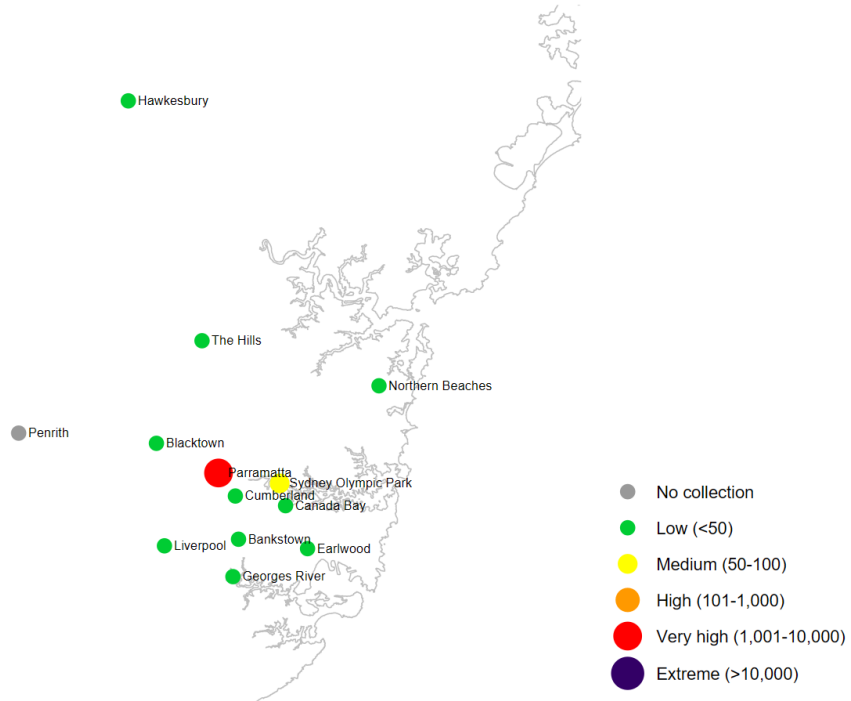 Hawkesbury
The Hills
Northern Beaches
Penrith
Blacktown
Parramatta
Sydney Olympic Park
Cumberland
Canada Bay
Bankstown
Liverpool
Earlwood
Georges River
No collection
Low (<50)
Medium (50-100)
High (101-1,000)
Very high (1,001-10,000)
Extreme (>10,000)